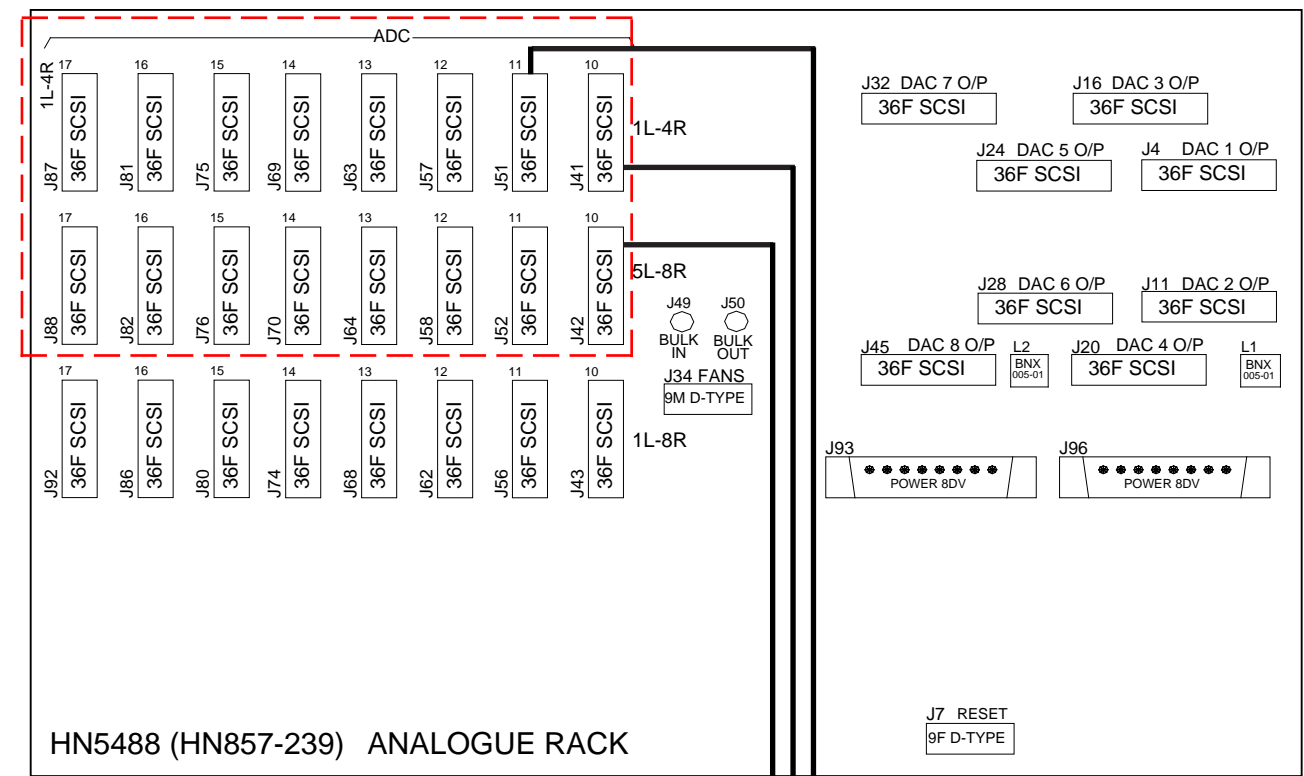 ADC
1L-4R
17 16 15 14 13 12 11 10
36F SCSI 36F SCSI 36F SCSI 36F SCSI 36F SCSI 36F SCSI 36F SCSI 36F SCSI
J87 J81 J75 J69 J63 J57 J51 J41
1L-4R
17 16 15 14 13 12 11 10
36F SCSI 36F SCSI 36F SCSI 36F SCSI 36F SCSI 36F SCSI 36F SCSI 36F SCSI
J88 J82 J76 J70 J64 J58 J52 J42
5L-8R
17 16 15 14 13 12 11 10
36F SCSI 36F SCSI 36F SCSI 36F SCSI 36F SCSI 36F SCSI 36F SCSI 36F SCSI
J92 J86 J80 J74 J68 J62 J56 J43
1L-8R
J49 J50
BULK IN
BULK OUT
J34 FANS
9M D-TYPE
J32 DAC 7 O/P
36F SCSI
J16 DAC 3 O/P
36F SCSI
J24 DAC 5 O/P
36F SCSI
J4 DAC 1 O/P
36F SCSI
J28 DAC 6 O/P
36F SCSI
J11 DAC 2 O/P
36F SCSI
J45 DAC 8 O/P
36F SCSI
L2
BNX
005-01
J20 DAC 4 O/P
36F SCSI
L1
BNX
005-01
J93
POWER 8DV
J96
POWER 8DV
J7 RESET
9F D-TYPE
HN5488 (HN857-239) ANALOGUE RACK